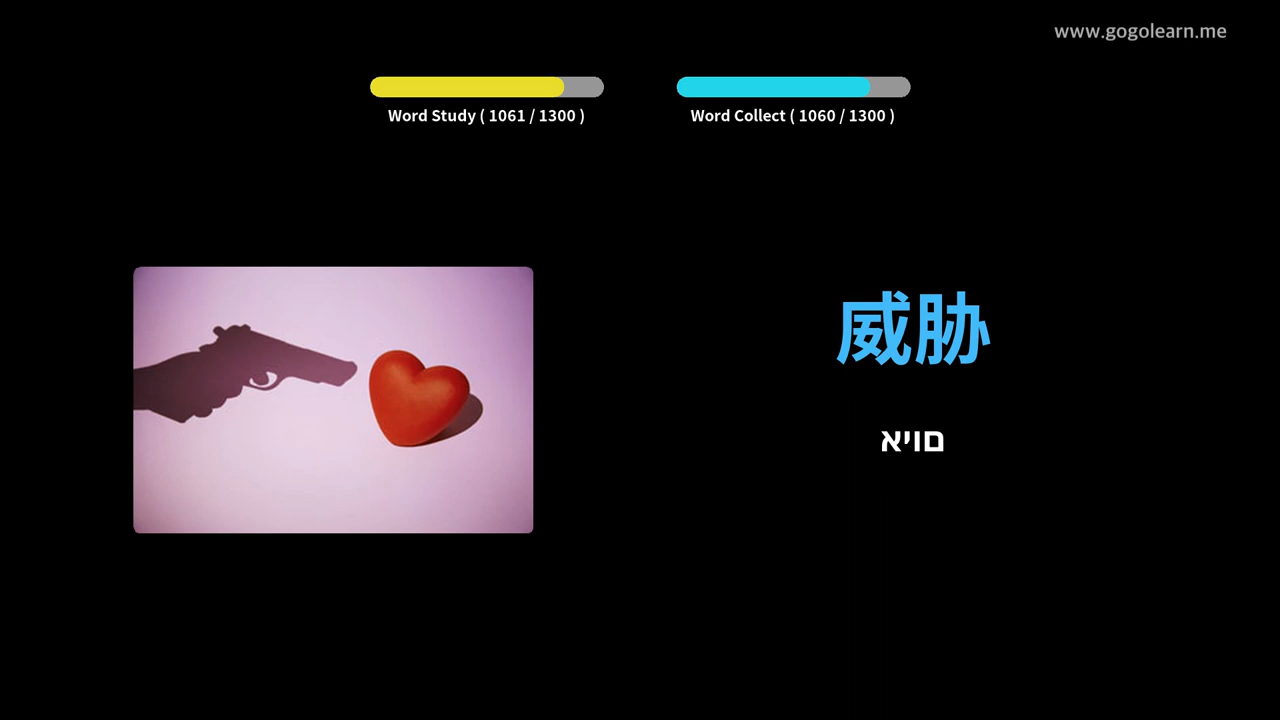 www.gogolearn.me
Word Study ( 1061 / 1300 )
Word Collect ( 1060 / 1300 )
威胁
איום